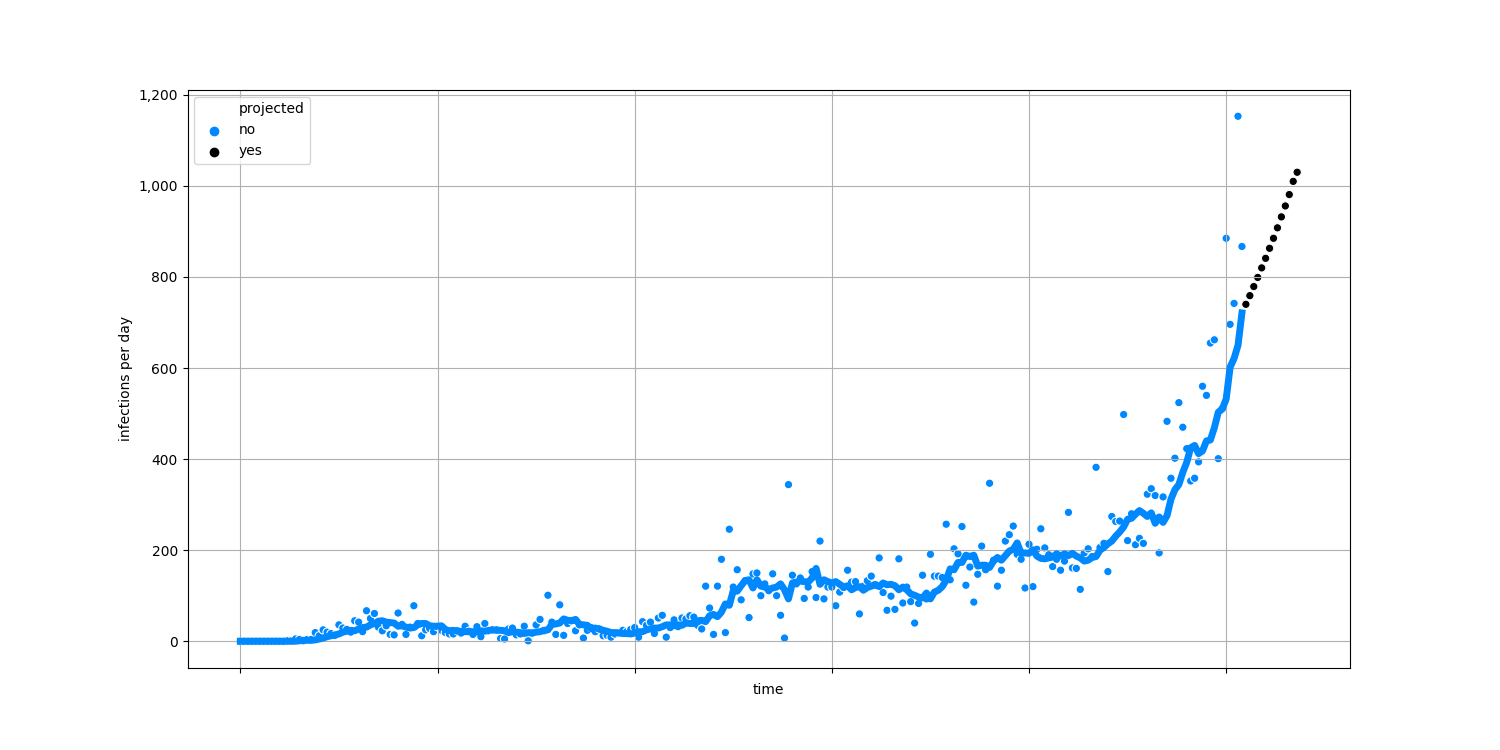 1,200
1,000
800
600
400
200
0
infections per day
projected
no
yes
time